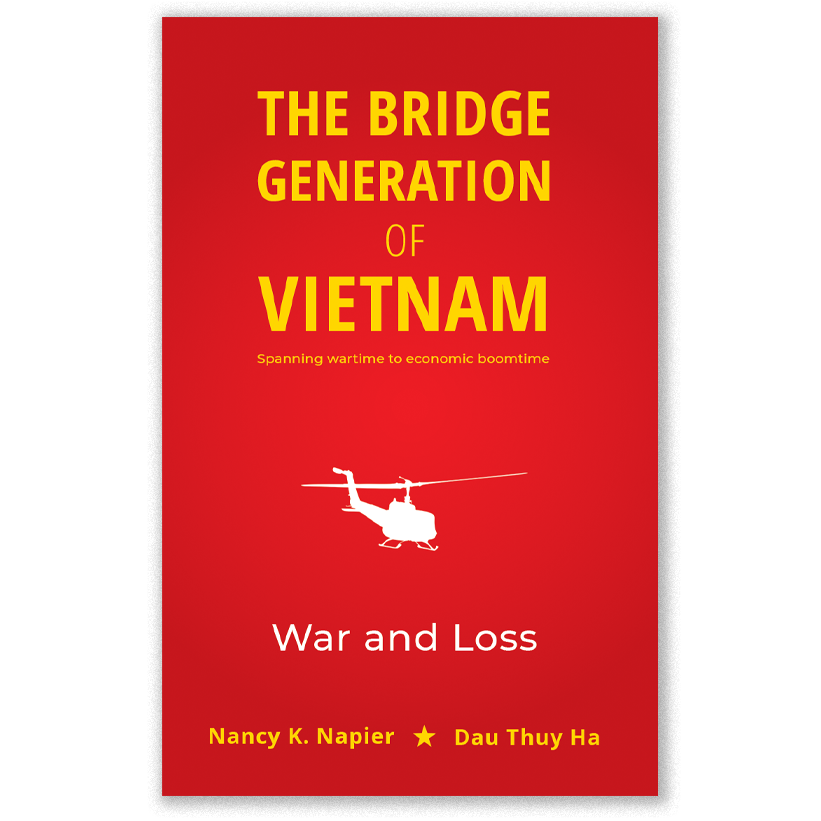 THE BRIDGE
GENERATION
OF
VIETNAM
Spanning wartime to economic boomtime
War and Loss
Nancy K. Napier ★ Dau Thuy Ha